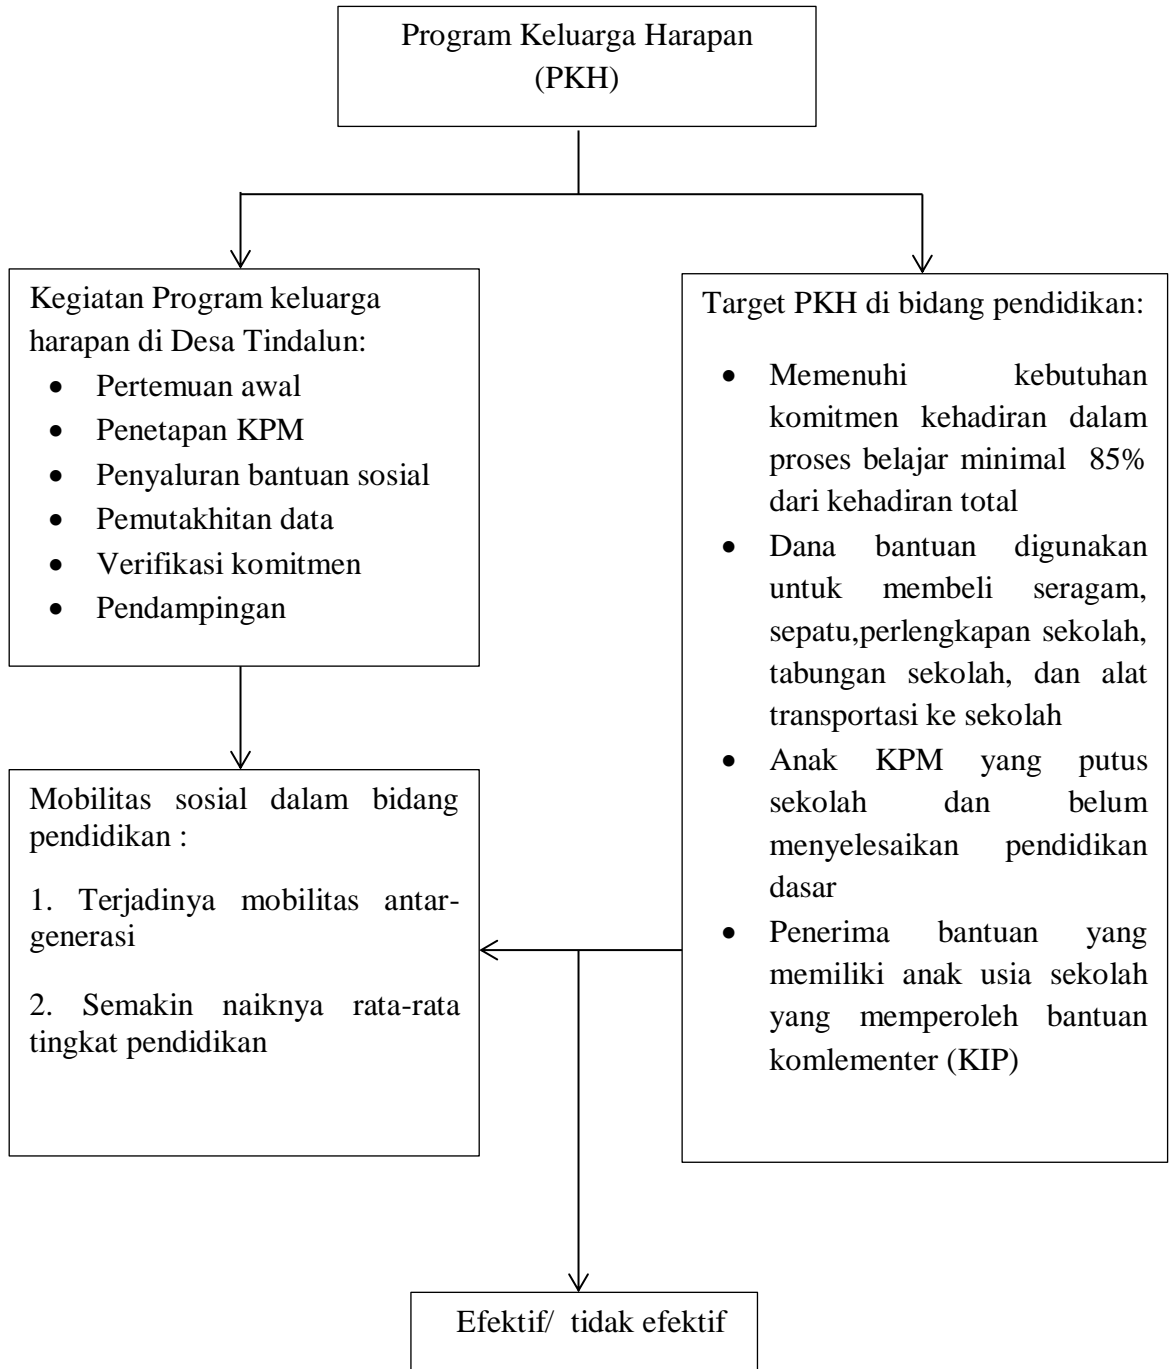 Program Keluarga Harapan
(PKH)
Kegiatan Program keluarga
harapan di Desa Tindalun:
• Pertemuan awal
• Penetapan KPM
• Penyaluran bantuan sosial
• Pemutakhitan data
• Verifikasi komitmen
• Pendampingan
Mobilitas sosial dalam bidang
pendidikan :
1. Terjadinya mobilitas antar-
generasi
2. Semakin naiknya rata-rata
tingkat pendidikan
Target PKH di bidang pendidikan:
• Memenuhi kebutuhan
komitmen kehadiran dalam
proses belajar minimal 85%
dari kehadiran total
• Dana bantuan digunakan
untuk membeli seragam,
sepatu,perlengkapan sekolah,
tabungan sekolah, dan alat
transportasi ke sekolah
• Anak KPM yang putus
sekolah dan belum
menyelesaikan pendidikan
dasar
• Penerima bantuan yang
memiliki anak usia sekolah
yang memperoleh bantuan
komlementer (KIP)
Efektif/ tidak efektif